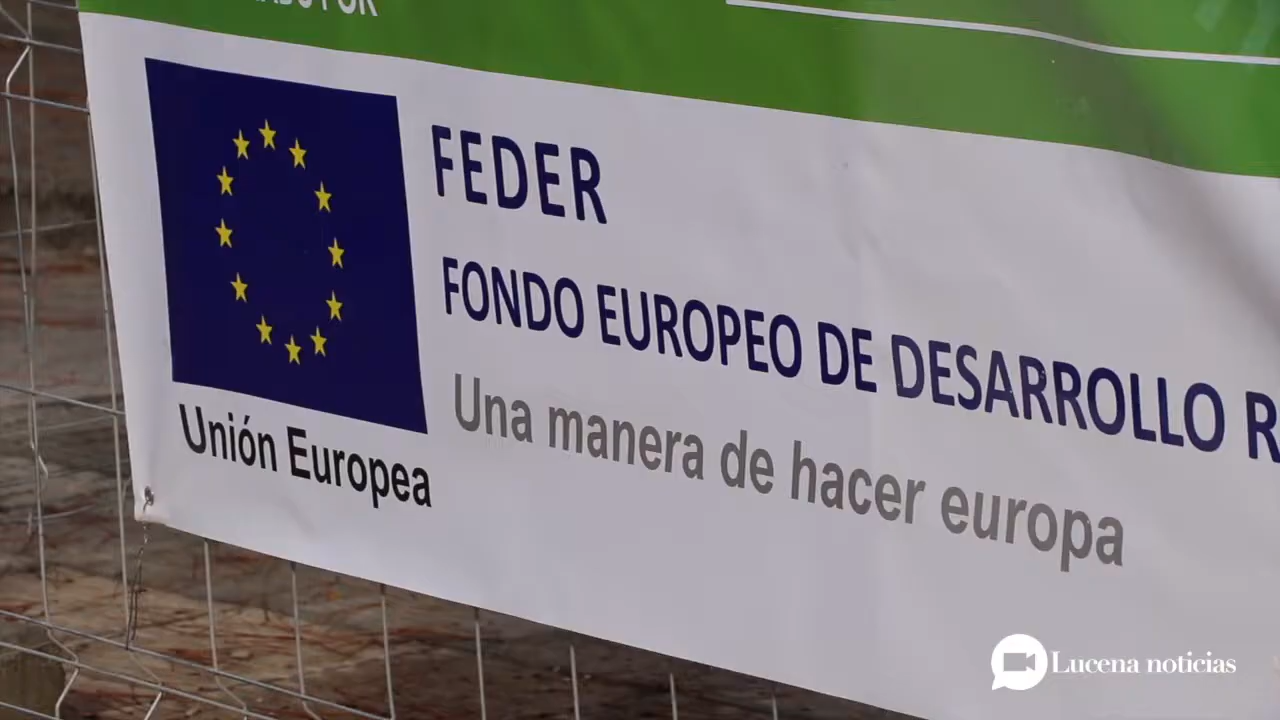 FEDER
FONDO EUROPEO DE DESARROLLO R
Una manera de hacer europa
Unión Europea
Lucena noticias